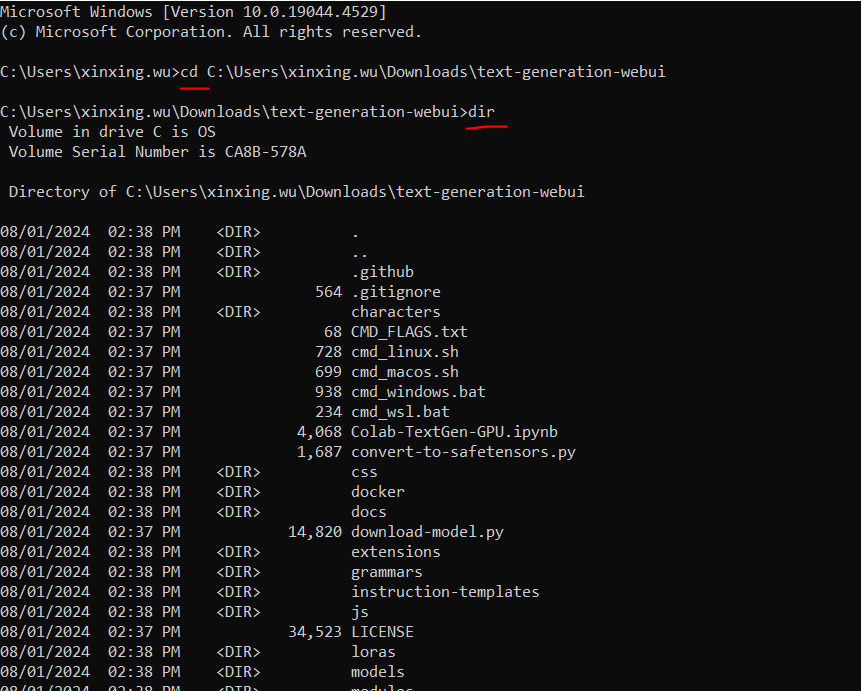 Microsoft Windows [Version 10.0.19044.4529]
(c) Microsoft Corporation. All rights reserved.
C:\Users\xinxing.wu>cd C:\Users\xinxing.wu\Downloads\text-generation-webui
C:\Users\xinxing.wu\Downloads\text-generation-webui>dir
Volume in drive C is OS
Volume Serial Number is CA8B-578A
Directory of C:\Users\xinxing.wu\Downloads\text-generation-webui
08/01/2024 02:38 PM <DIR> .
08/01/2024 02:38 PM <DIR> ..
08/01/2024 02:38 PM <DIR> .github
08/01/2024 02:37 PM 564 .gitignore
08/01/2024 02:38 PM <DIR> characters
08/01/2024 02:37 PM 68 CMD_FLAGS.txt
08/01/2024 02:37 PM 728 cmd_linux.sh
08/01/2024 02:37 PM 699 cmd_macos.sh
08/01/2024 02:37 PM 938 cmd_windows.bat
08/01/2024 02:37 PM 234 cmd_wsl.bat
08/01/2024 02:37 PM 4,068 Colab-TextGen-GPU.ipynb
08/01/2024 02:37 PM 1,687 convert-to-safetensors.py
08/01/2024 02:38 PM <DIR> css
08/01/2024 02:38 PM <DIR> docker
08/01/2024 02:38 PM <DIR> docs
08/01/2024 02:37 PM 14,820 download-model.py
08/01/2024 02:38 PM <DIR> extensions
08/01/2024 02:38 PM <DIR> grammars
08/01/2024 02:38 PM <DIR> instruction-templates
08/01/2024 02:38 PM <DIR> js
08/01/2024 02:37 PM 34,523 LICENSE
08/01/2024 02:38 PM <DIR> loras
08/01/2024 02:38 PM <DIR> models
08/01/2024 02:38 PM <DIR> modules